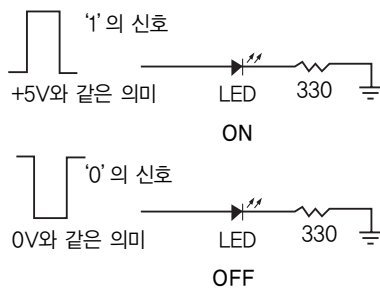 '1' 의 신호
+5V와 같은 의미
LED
330
ON
'0' 의 신호
0V와 같은 의미
LED
330
OFF